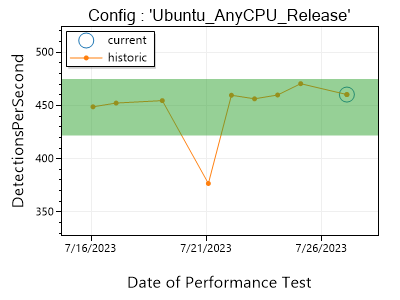 Config : 'Ubuntu_AnyCPU_Release'
current
historic
DetectionsPerSecond
500
450
400
350
7/16/2023
7/21/2023
7/26/2023
Date of Performance Test